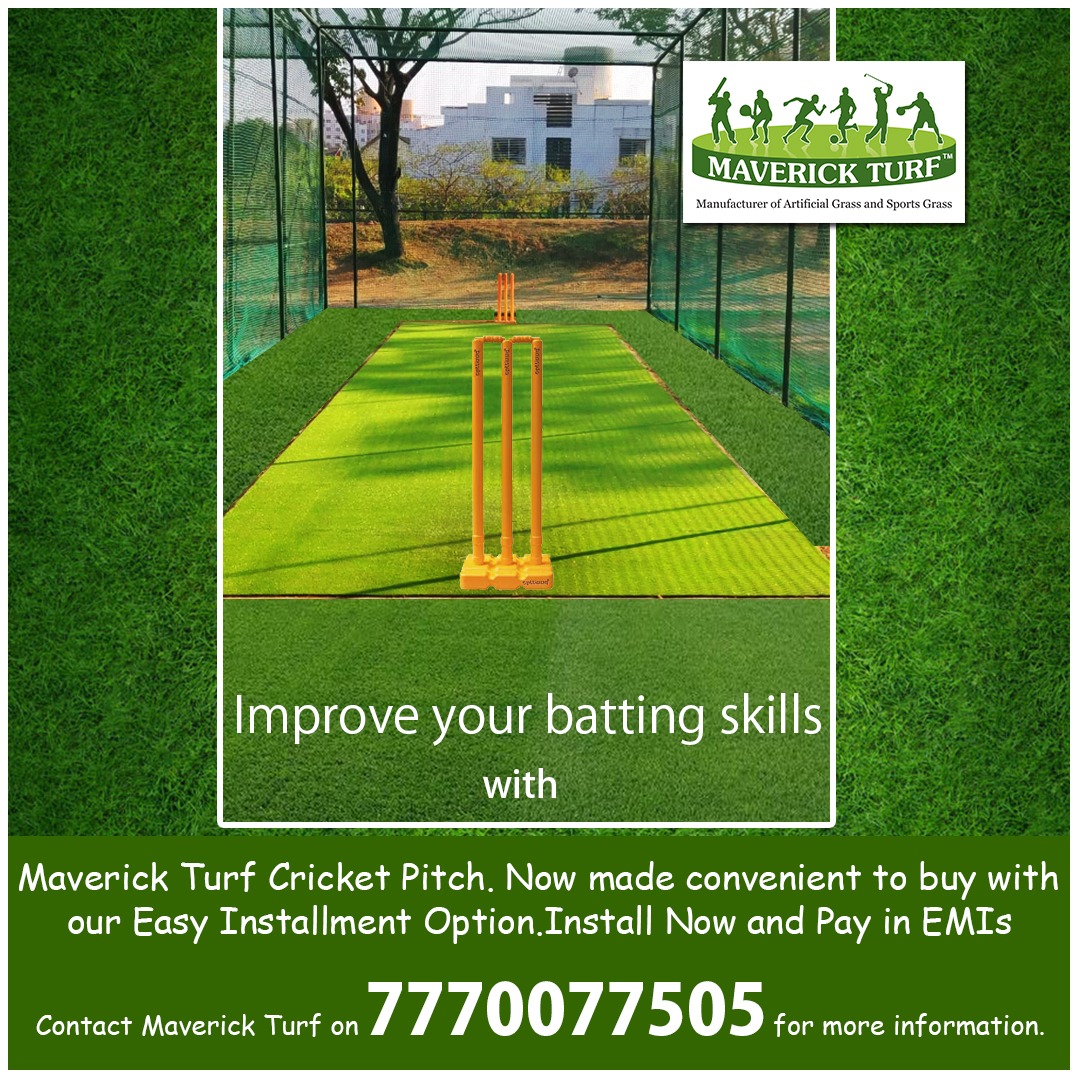 MAVERICK TURF™
Manufacturer of Artificial Grass and Sports Grass
Improve your batting skills
with
Maverick Turf Cricket Pitch. Now made convenient to buy with
our Easy Installment Option.Install Now and Pay in EMIs
Contact Maverick Turf on 7770077505 for more information.